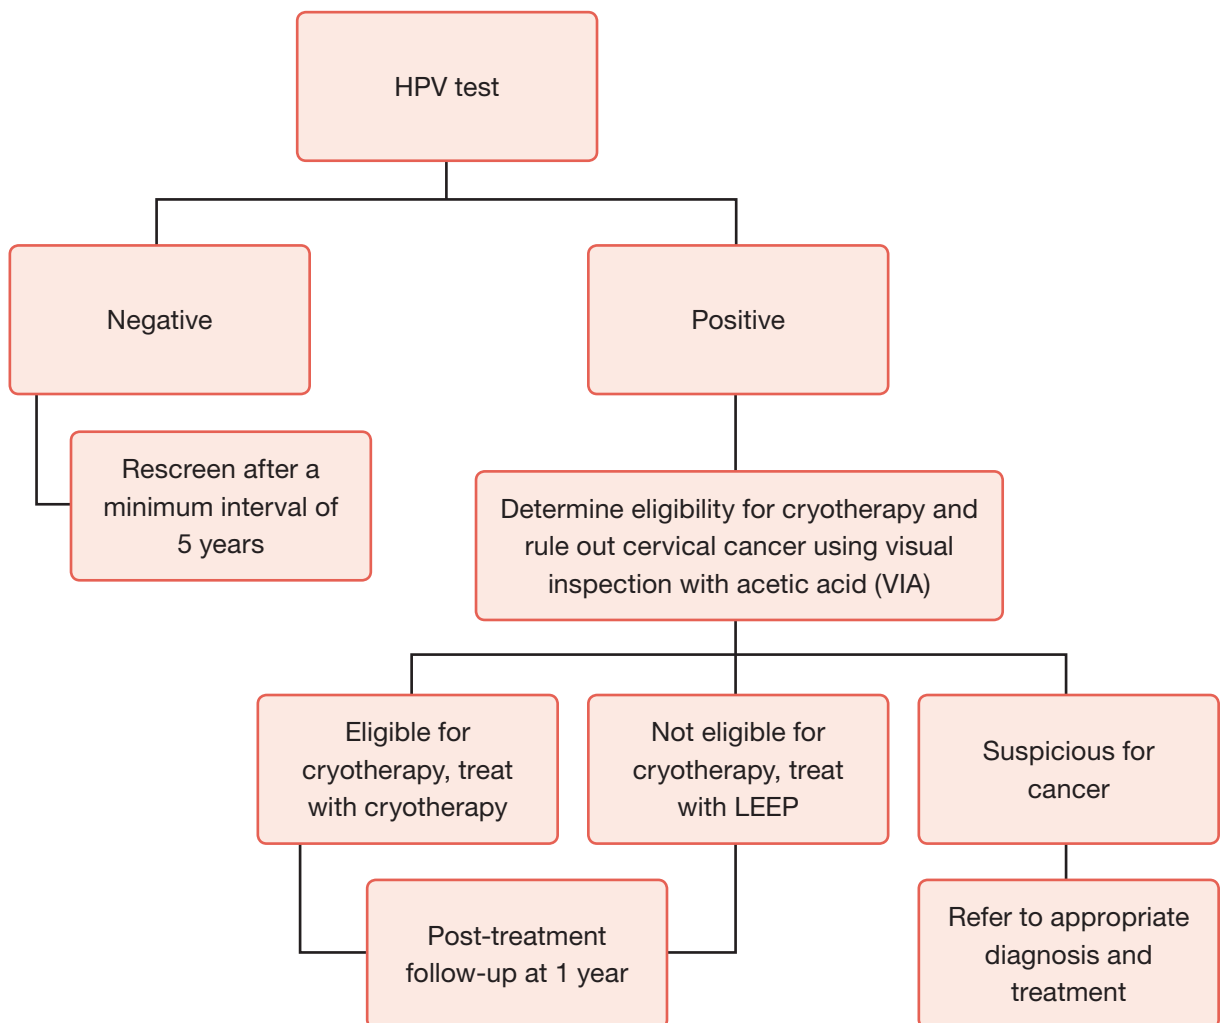 HPV test
Negative
Positive
Rescreen after a
minimum interval of
5 years
Determine eligibility for cryotherapy and
rule out cervical cancer using visual
inspection with acetic acid (VIA)
Eligible for
cryotherapy, treat
with cryotherapy
Not eligible for
cryotherapy, treat
with LEEP
Suspicious for
cancer
Post-treatment
follow-up at 1 year
Refer to appropriate
diagnosis and
treatment